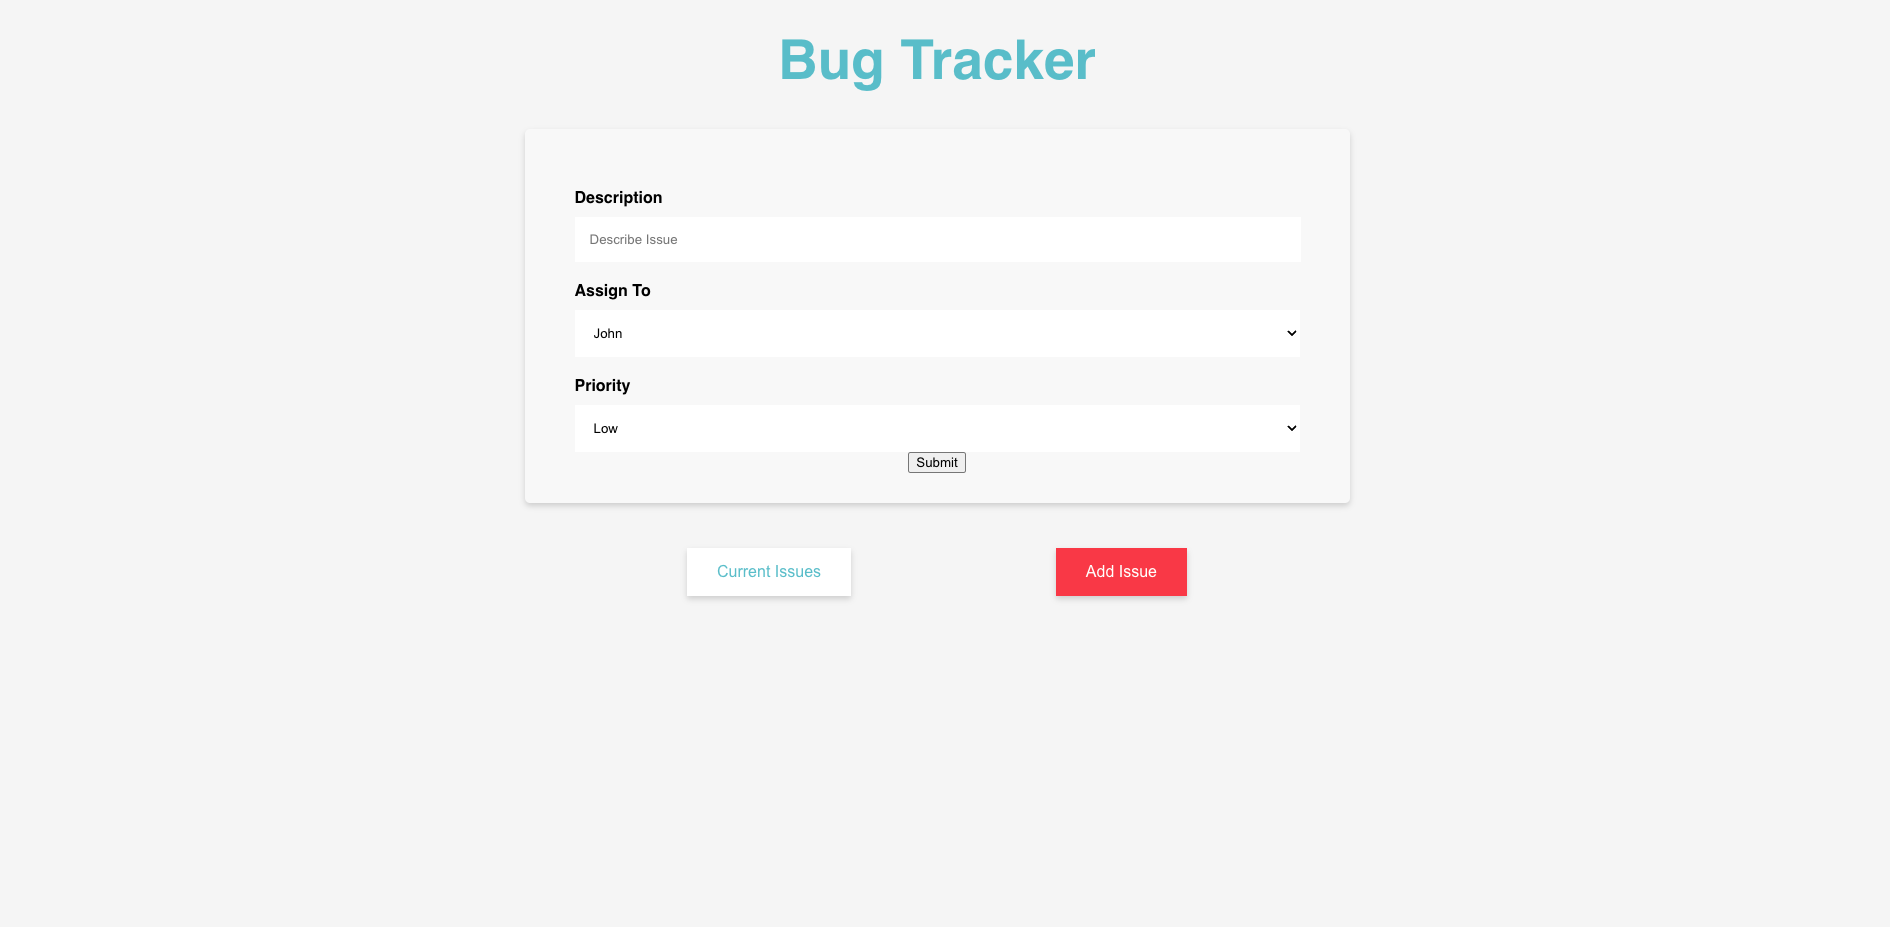 Bug Tracker
Description
Describe Issue
Assign To
John
Priority
Low
Submit
Current Issues
Add Issue